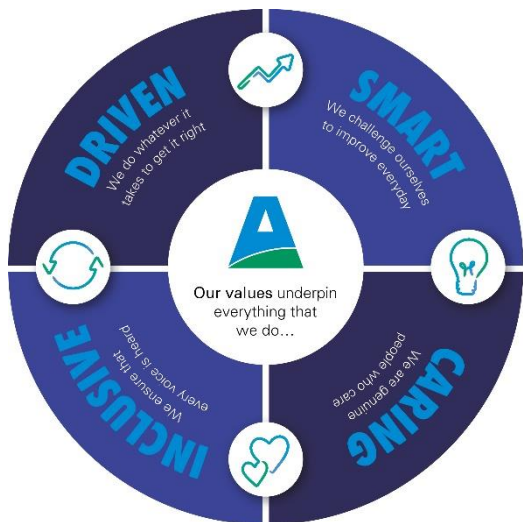 DRIVEN
We do whatever it
takes to get it right
SMART
We challenge ourselves
to improve everyday
Our values underpin
everything that
we do...
INCLUSIVE
We ensure that
every voice is heard
CARING
We are genuine
people who care